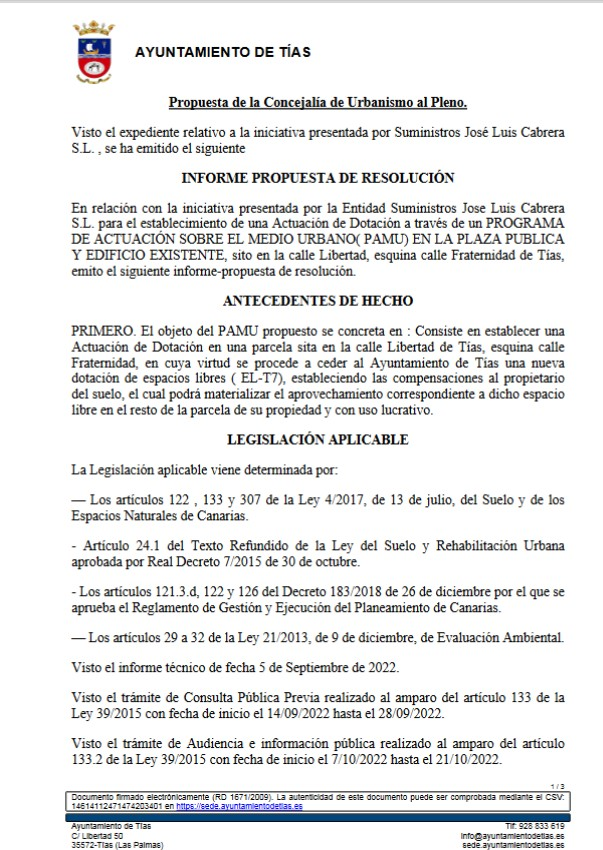 AYUNTAMIENTO DE TÍAS
Propuesta de la Concejalía de Urbanismo al Pleno.
Visto el expediente relativo a la iniciativa presentada por Suministros José Luis Cabrera
S.L. , se ha emitido el siguiente
INFORME PROPUESTA DE RESOLUCIÓN
En relación con la iniciativa presentada por la Entidad Suministros Jose Luis Cabrera
S.L. para el establecimiento de una Actuación de Dotación a través de un PROGRAMA
DE ACTUACIÓN SOBRE EL MEDIO URBANO( PAMU) EN LA PLAZA PUBLICA
Y EDIFICIO EXISTENTE, sito en la calle Libertad, esquina calle Fraternidad de Tías,
emito el siguiente informe-propuesta de resolución.
ANTECEDENTES DE HECHO
PRIMERO. El objeto del PAMU propuesto se concreta en : Consiste en establecer una
Actuación de Dotación en una parcela sita en la calle Libertad de Tías, esquina calle
Fraternidad, en cuya virtud se procede a ceder al Ayuntamiento de Tías una nueva
dotación de espacios libres ( EL-T7), estableciendo las compensaciones al propietario
del suelo, el cual podrá materializar el aprovechamiento correspondiente a dicho espacio
libre en el resto de la parcela de su propiedad y con uso lucrativo.
LEGISLACIÓN APLICABLE
La Legislación aplicable viene determinada por:
— Los artículos 122 , 133 y 307 de la Ley 4/2017, de 13 de julio, del Suelo y de los
Espacios Naturales de Canarias.
- Artículo 24.1 del Texto Refundido de la Ley del Suelo y Rehabilitación Urbana
aprobada por Real Decreto 7/2015 de 30 de octubre.
- Los artículos 121.3.d, 122 y 126 del Decreto 183/2018 de 26 de diciembre por el que se
aprueba el Reglamento de Gestión y Ejecución del Planeamiento de Canarias.
— Los artículos 29 a 32 de la Ley 21/2013, de 9 de diciembre, de Evaluación Ambiental.
Visto el informe técnico de fecha 5 de Septiembre de 2022.
Visto el trámite de Consulta Pública Previa realizado al amparo del artículo 133 de la
Ley 39/2015 con fecha de inicio el 14/09/2022 hasta el 28/09/2022.
Visto el trámite de Audiencia e información pública realizado al amparo del artículo
133.2 de la Ley 39/2015 con fecha de inicio el 7/10/2022 hasta el 21/10/2022.
1 / 3
Documento firmado electrónicamente (RD 1671/2009). La autenticidad de este documento puede ser comprobada mediante el CSV:
14614112471474203401 en https://sede.ayuntamientodetias.es
Ayuntamiento de Tías
C/ Libertad 50
35572-Tías (Las Palmas)
Tlf: 928 833 619
info@ayuntamientodetias.es
sede.ayuntamientodetias.es